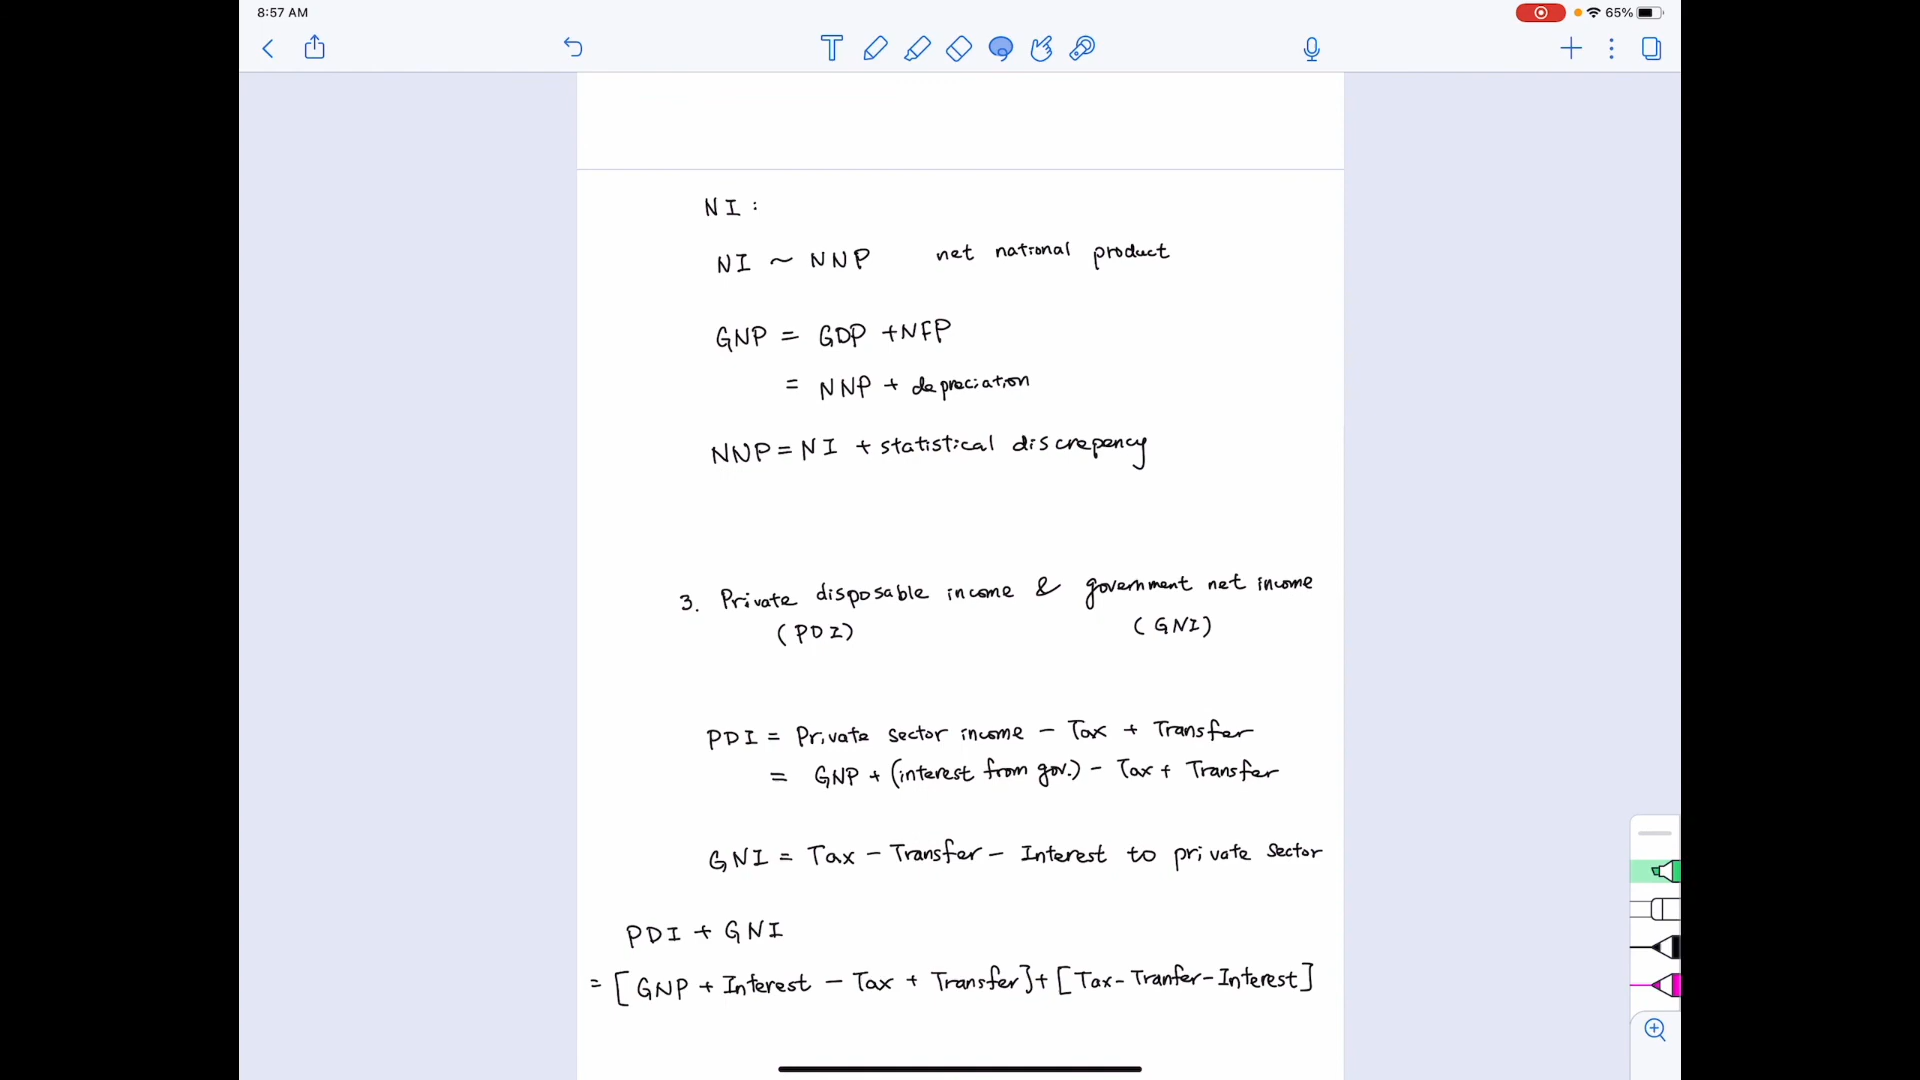 8:57 AM
65%
NI :
NI ~ NNP net national product
GNP = GDP + NFP
= NNP + depreciation
NNP = NI + statistical discrepency
3. Private disposable income & government net income
(PDI) (GNI)
PDI = Private sector income - Tax + Transfer
= GNP + (interest from gov.) - Tax + Transfer
GNI = Tax - Transfer - Interest to private sector
PDI + GNI
= [GNP + Interest - Tax + Transfer] + [Tax - Tranfer - Interest]